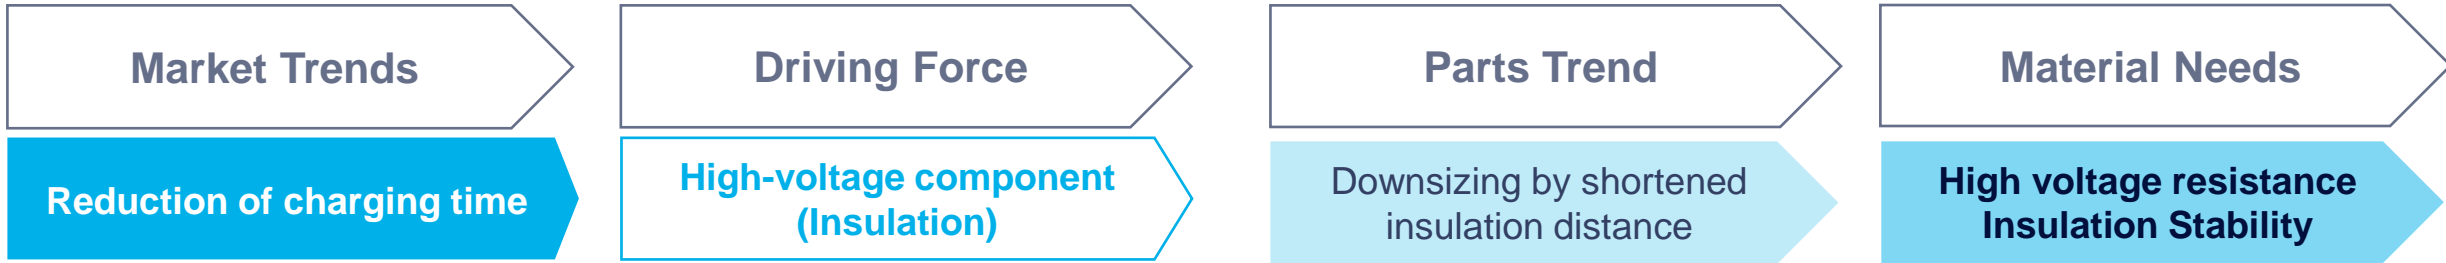 Market Trends
Driving Force
Parts Trend
Material Needs
Reduction of charging time
High-voltage component
(Insulation)
Downsizing by shortened
insulation distance
High voltage resistance
Insulation Stability